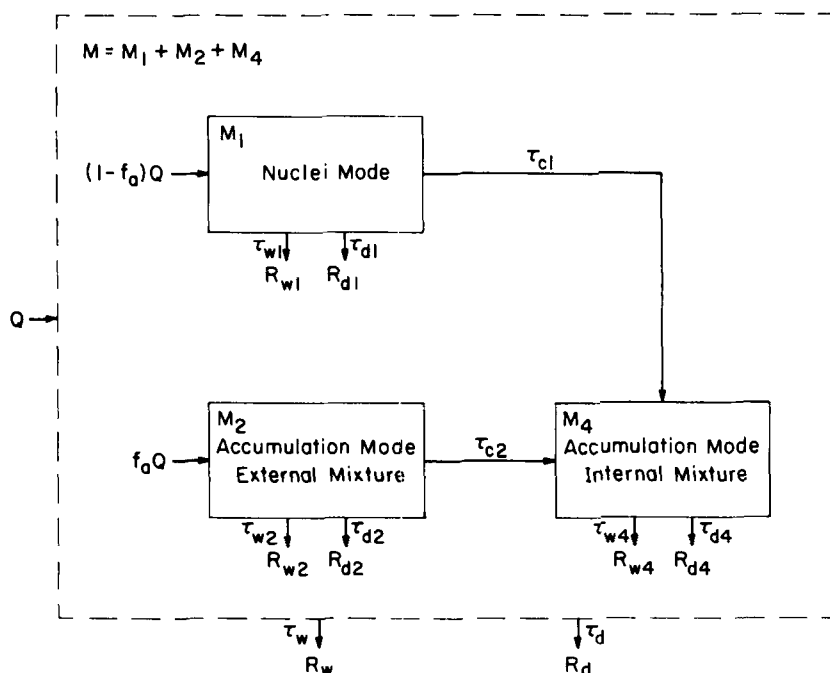 M = M₁ + M₂ + M₄
M₁
Nuclei Mode
(1-fₐ)Q
τc1
τw1 τd1
Rw1 Rd1
Q
M₂
Accumulation Mode
External Mixture
fₐQ
τc2
M₄
Accumulation Mode
Internal Mixture
τw2 τd2
Rw2 Rd2
τw4 τd4
Rw4 Rd4
τw τd
Rw Rd